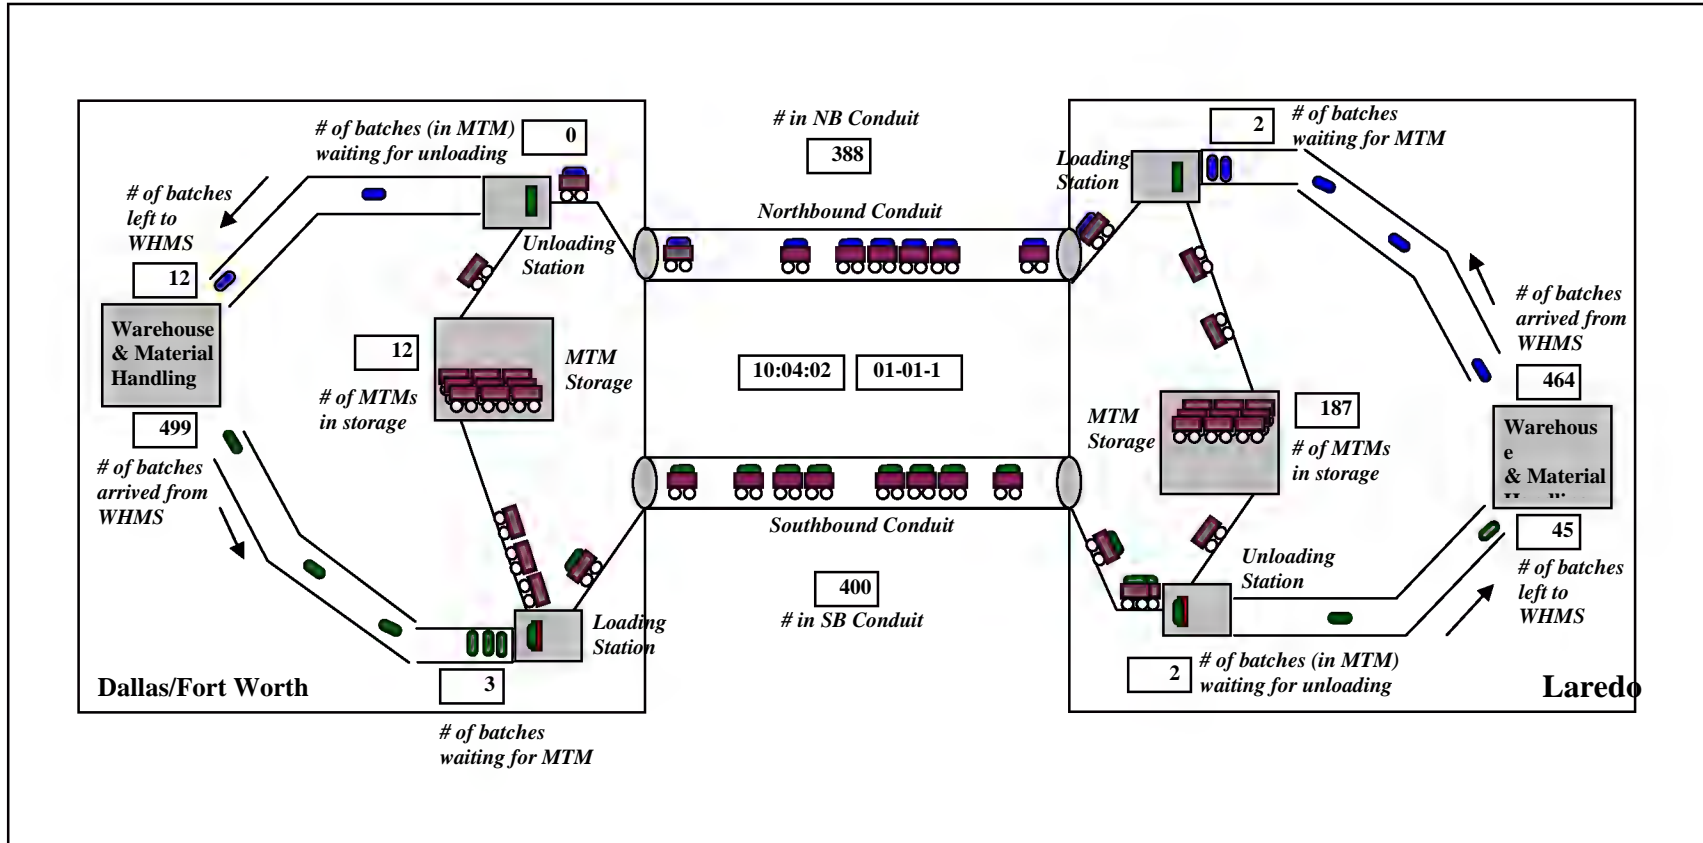 # of batches (in MTM)
waiting for unloading
0
# of batches
left to
WHMS
12
Warehouse
& Material
Handling
499
# of batches
arrived from
WHMS
Unloading
Station
12
# of MTMs
in storage
MTM
Storage
Loading
Station
3
# of batches
waiting for MTM
Dallas/Fort Worth
# in NB Conduit
388
Northbound Conduit
10:04:02
01-01-1
Southbound Conduit
400
# in SB Conduit
Loading
Station
2
# of batches
waiting for MTM
# of batches
arrived from
WHMS
464
MTM
Storage
187
# of MTMs
in storage
Warehous
e
& Material
45
# of batches
left to
WHMS
Unloading
Station
2
# of batches (in MTM)
waiting for unloading
Laredo